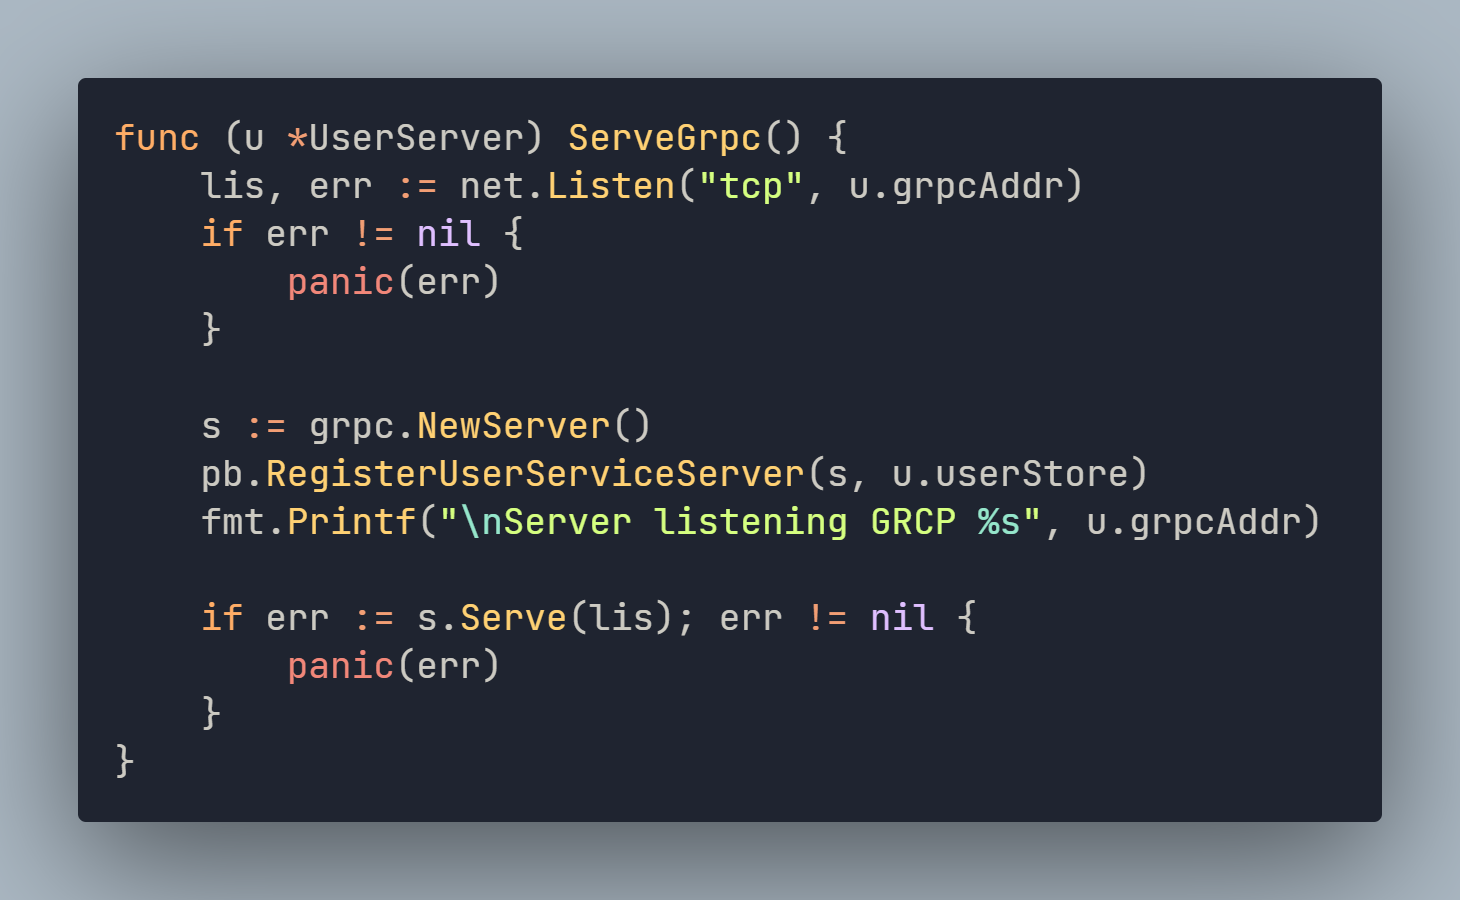 func (u *UserServer) ServeGrpc() {
    lis, err := net.Listen("tcp", u.grpcAddr)
    if err != nil {
        panic(err)
    }

    s := grpc.NewServer()
    pb.RegisterUserServiceServer(s, u.userStore)
    fmt.Printf("\nServer listening GRCP %s", u.grpcAddr)

    if err := s.Serve(lis); err != nil {
        panic(err)
    }
}